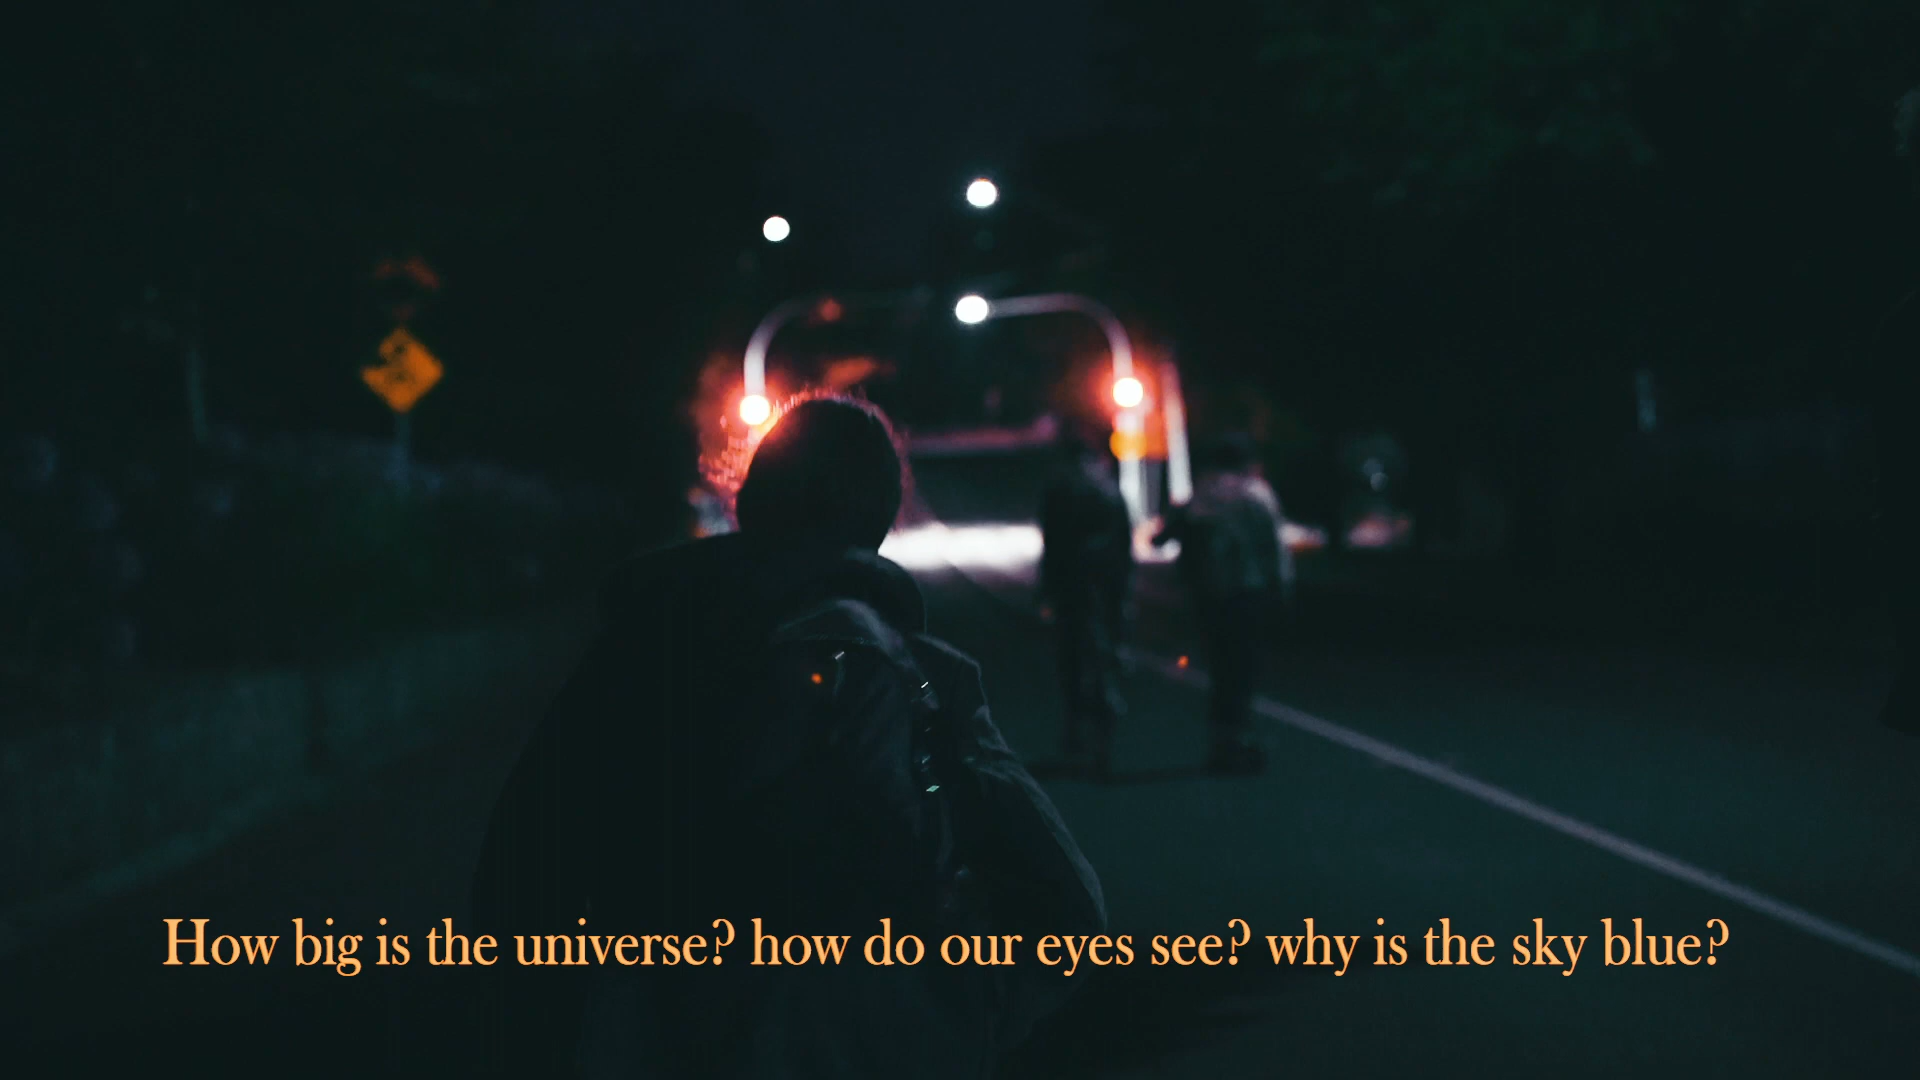 How big is the universe? how do our eyes see? why is the sky blue?